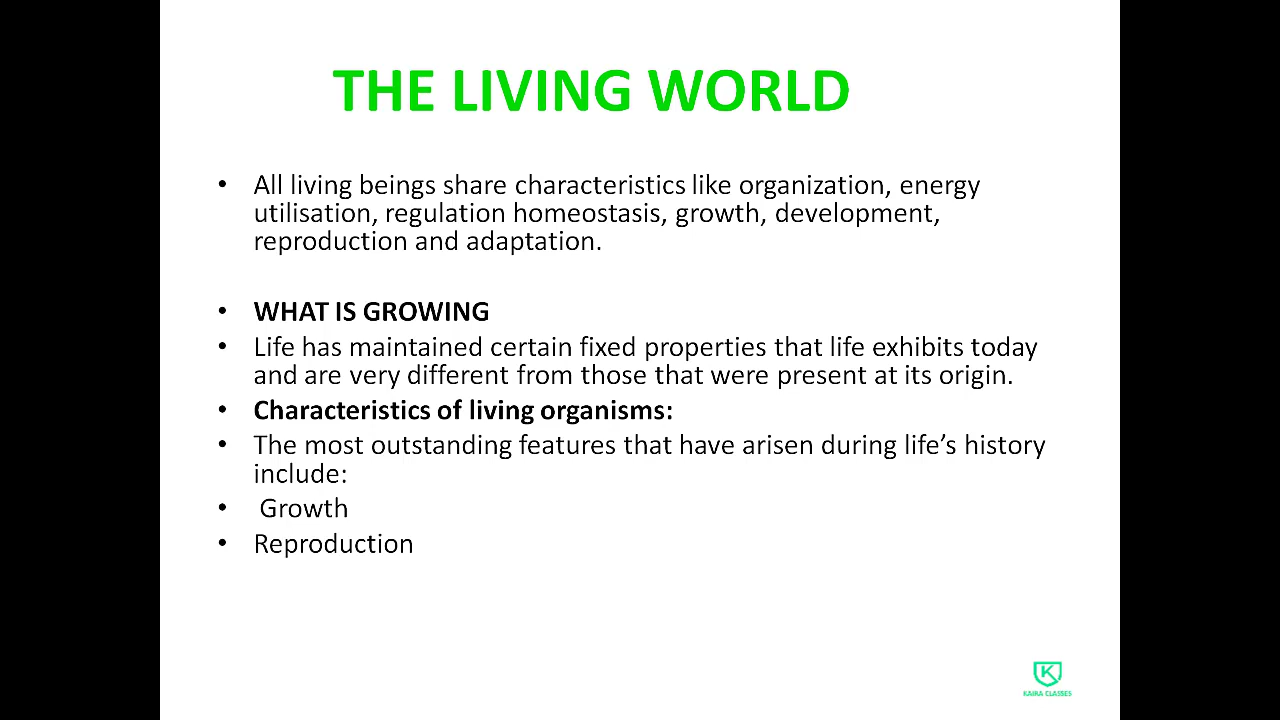 THE LIVING WORLD
• All living beings share characteristics like organization, energy
utilisation, regulation homeostasis, growth, development,
reproduction and adaptation.
• WHAT IS GROWING
• Life has maintained certain fixed properties that life exhibits today
and are very different from those that were present at its origin.
• Characteristics of living organisms:
• The most outstanding features that have arisen during life’s history
include:
• Growth
• Reproduction
K
KAIRA CLASSES